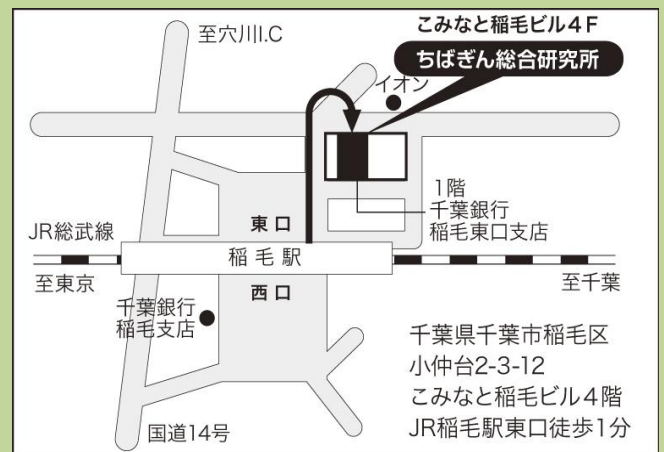 こみなと稲毛ビル4F
ちばぎん総合研究所
至穴川I.C
イオン
1階
千葉銀行
稲毛東口支店
東口
JR総武線
稲毛駅
至東京
至千葉
西口
千葉銀行
稲毛支店
国道14号
千葉県千葉市稲毛区
小仲台2-3-12
こみなと稲毛ビル4階
JR稲毛駅東口徒歩1分